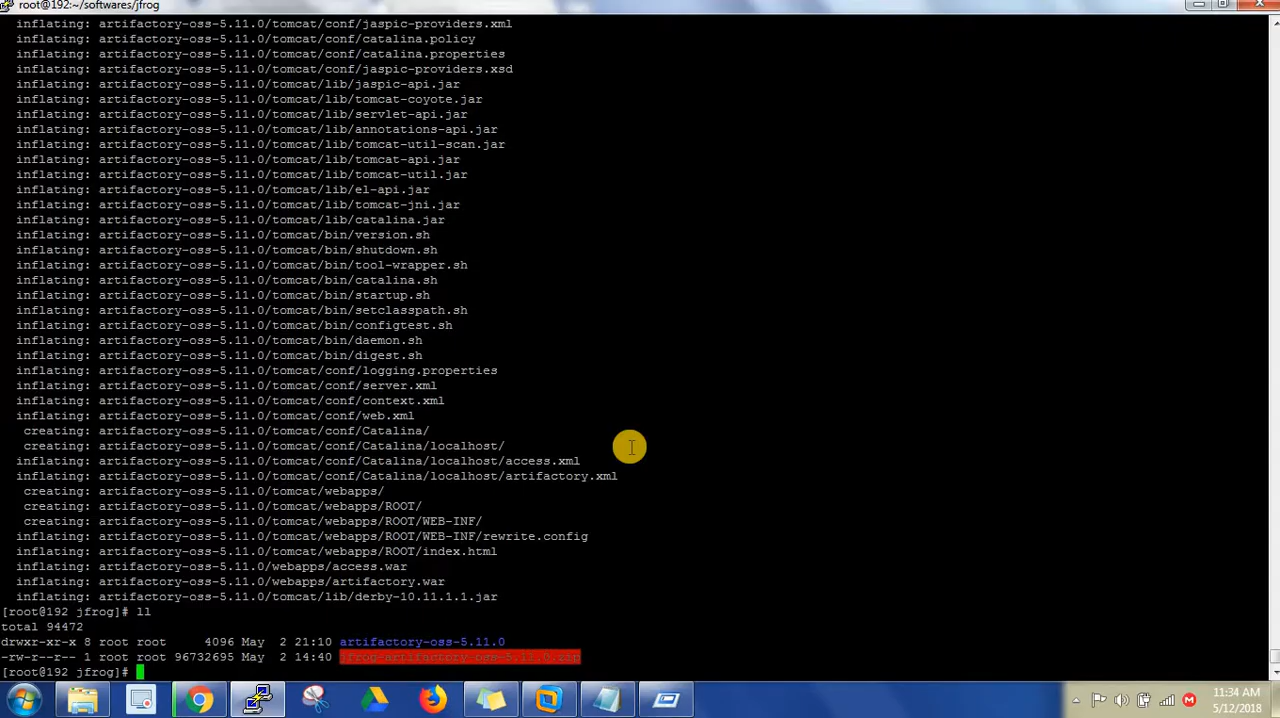 root@192:~/softwares/jfrog
inflating: artifactory-oss-5.11.0/tomcat/conf/jaspic-providers.xml
inflating: artifactory-oss-5.11.0/tomcat/conf/catalina.policy
inflating: artifactory-oss-5.11.0/tomcat/conf/catalina.properties
inflating: artifactory-oss-5.11.0/tomcat/conf/jaspic-providers.xsd
inflating: artifactory-oss-5.11.0/tomcat/lib/jaspic-api.jar
inflating: artifactory-oss-5.11.0/tomcat/lib/tomcat-coyote.jar
inflating: artifactory-oss-5.11.0/tomcat/lib/servlet-api.jar
inflating: artifactory-oss-5.11.0/tomcat/lib/annotations-api.jar
inflating: artifactory-oss-5.11.0/tomcat/lib/tomcat-util-scan.jar
inflating: artifactory-oss-5.11.0/tomcat/lib/tomcat-api.jar
inflating: artifactory-oss-5.11.0/tomcat/lib/tomcat-util.jar
inflating: artifactory-oss-5.11.0/tomcat/lib/el-api.jar
inflating: artifactory-oss-5.11.0/tomcat/lib/tomcat-jni.jar
inflating: artifactory-oss-5.11.0/tomcat/lib/catalina.jar
inflating: artifactory-oss-5.11.0/tomcat/bin/version.sh
inflating: artifactory-oss-5.11.0/tomcat/bin/shutdown.sh
inflating: artifactory-oss-5.11.0/tomcat/bin/tool-wrapper.sh
inflating: artifactory-oss-5.11.0/tomcat/bin/catalina.sh
inflating: artifactory-oss-5.11.0/tomcat/bin/startup.sh
inflating: artifactory-oss-5.11.0/tomcat/bin/setclasspath.sh
inflating: artifactory-oss-5.11.0/tomcat/bin/configtest.sh
inflating: artifactory-oss-5.11.0/tomcat/bin/daemon.sh
inflating: artifactory-oss-5.11.0/tomcat/bin/digest.sh
inflating: artifactory-oss-5.11.0/tomcat/conf/logging.properties
inflating: artifactory-oss-5.11.0/tomcat/conf/server.xml
inflating: artifactory-oss-5.11.0/tomcat/conf/context.xml
inflating: artifactory-oss-5.11.0/tomcat/conf/web.xml
creating: artifactory-oss-5.11.0/tomcat/conf/Catalina/
creating: artifactory-oss-5.11.0/tomcat/conf/Catalina/localhost/
inflating: artifactory-oss-5.11.0/tomcat/conf/Catalina/localhost/access.xml
inflating: artifactory-oss-5.11.0/tomcat/conf/Catalina/localhost/artifactory.xml
creating: artifactory-oss-5.11.0/tomcat/webapps/
creating: artifactory-oss-5.11.0/tomcat/webapps/ROOT/
creating: artifactory-oss-5.11.0/tomcat/webapps/ROOT/WEB-INF/
inflating: artifactory-oss-5.11.0/tomcat/webapps/ROOT/WEB-INF/rewrite.config
inflating: artifactory-oss-5.11.0/tomcat/webapps/ROOT/index.html
inflating: artifactory-oss-5.11.0/webapps/access.war
inflating: artifactory-oss-5.11.0/webapps/artifactory.war
inflating: artifactory-oss-5.11.0/tomcat/lib/derby-10.11.1.1.jar
[root@192 jfrog]# ll
total 94472
drwxr-xr-x 8 root root 4096 May 2 21:10 artifactory-oss-5.11.0
-rw-r--r-- 1 root root 96732695 May 2 14:40 jfrog-artifactory-oss-5.11.0.zip
[root@192 jfrog]#
11:34 AM
5/12/2018